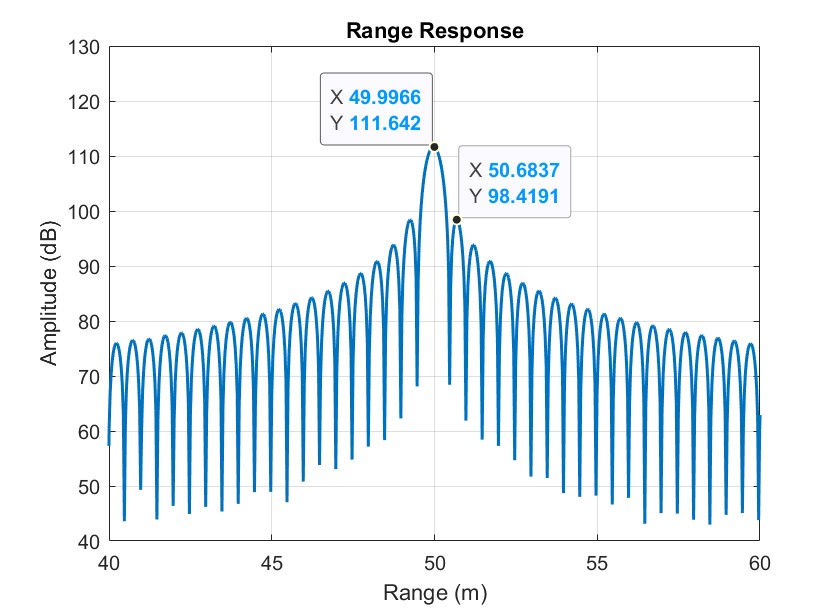 Range Response
130
120
110
100
90
80
70
60
50
40
Amplitude (dB)
X 49.9966
Y 111.642
X 50.6837
Y 98.4191
40
45
50
55
60
Range (m)